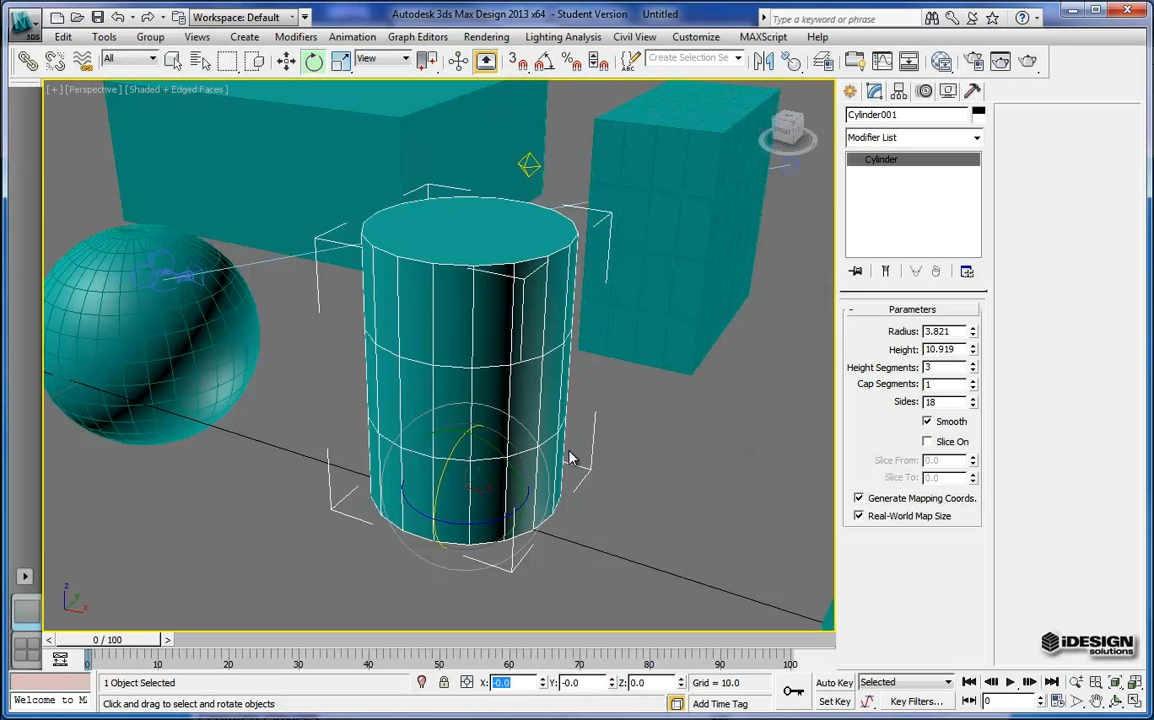 Workspace: Default
Autodesk 3ds Max Design 2013 x64 - Student Version Untitled
Type a keyword or phrase
3DS
Edit Tools Group Views Create Modifiers Animation Graph Editors Rendering Lighting Analysis Civil View Customize MAXScript Help
All View Create Selection Se
[+] [Perspective] [Shaded + Edged Faces]
Cylinder001
Modifier List
Cylinder
Parameters
Radius: 3.821
Height: 10.919
Height Segments: 3
Cap Segments: 1
Sides: 18
Smooth
Slice On
Slice From: 0.0
Slice To: 0.0
Generate Mapping Coords.
Real-World Map Size
z
y
x
iDESIGN
solutions
0 / 100
0 10 20 30 40 50 60 70 80 90 100
1 Object Selected X: -0.0 Y: -0.0 Z: 0.0 Grid = 10.0 Auto Key Selected
Welcome to M
Click and drag to select and rotate objects Add Time Tag Set Key Key Filters... 0